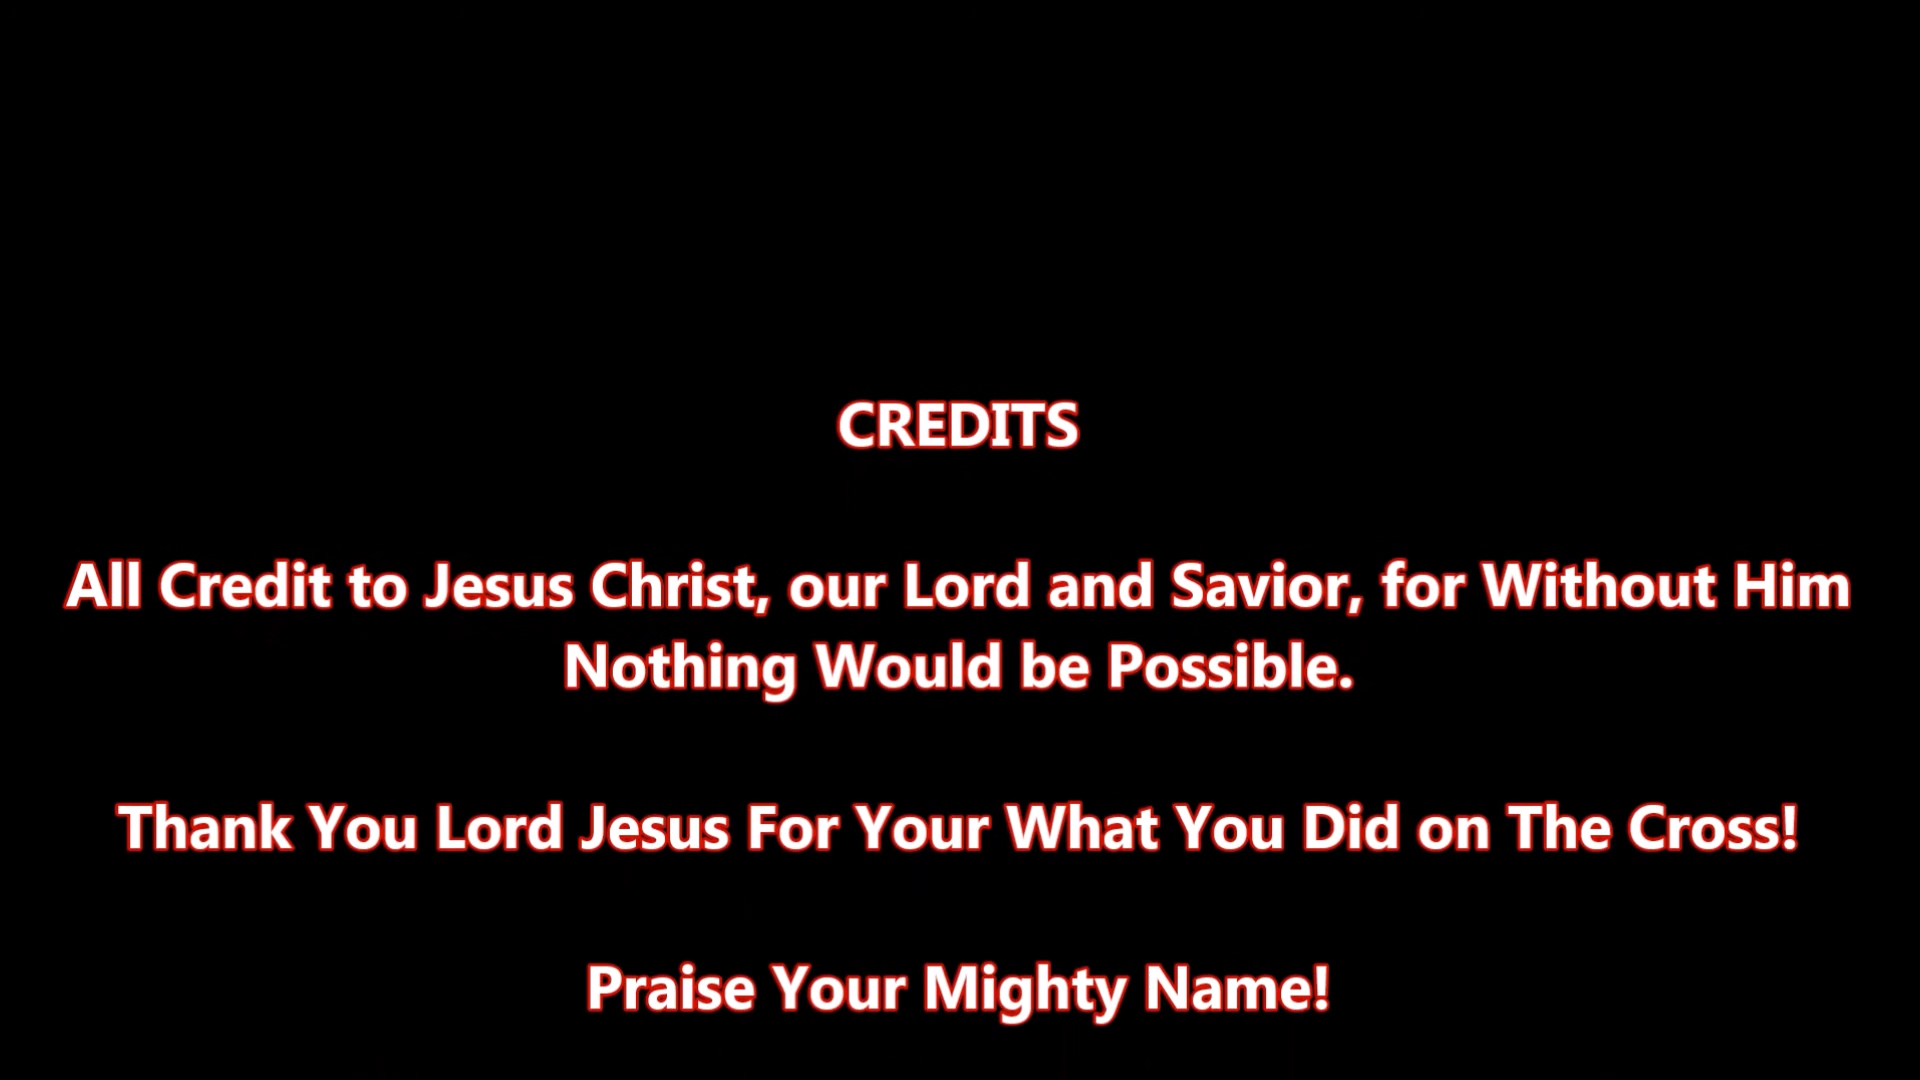 CREDITS
All Credit to Jesus Christ, our Lord and Savior, for Without Him
Nothing Would be Possible.
Thank You Lord Jesus For Your What You Did on The Cross!
Praise Your Mighty Name!